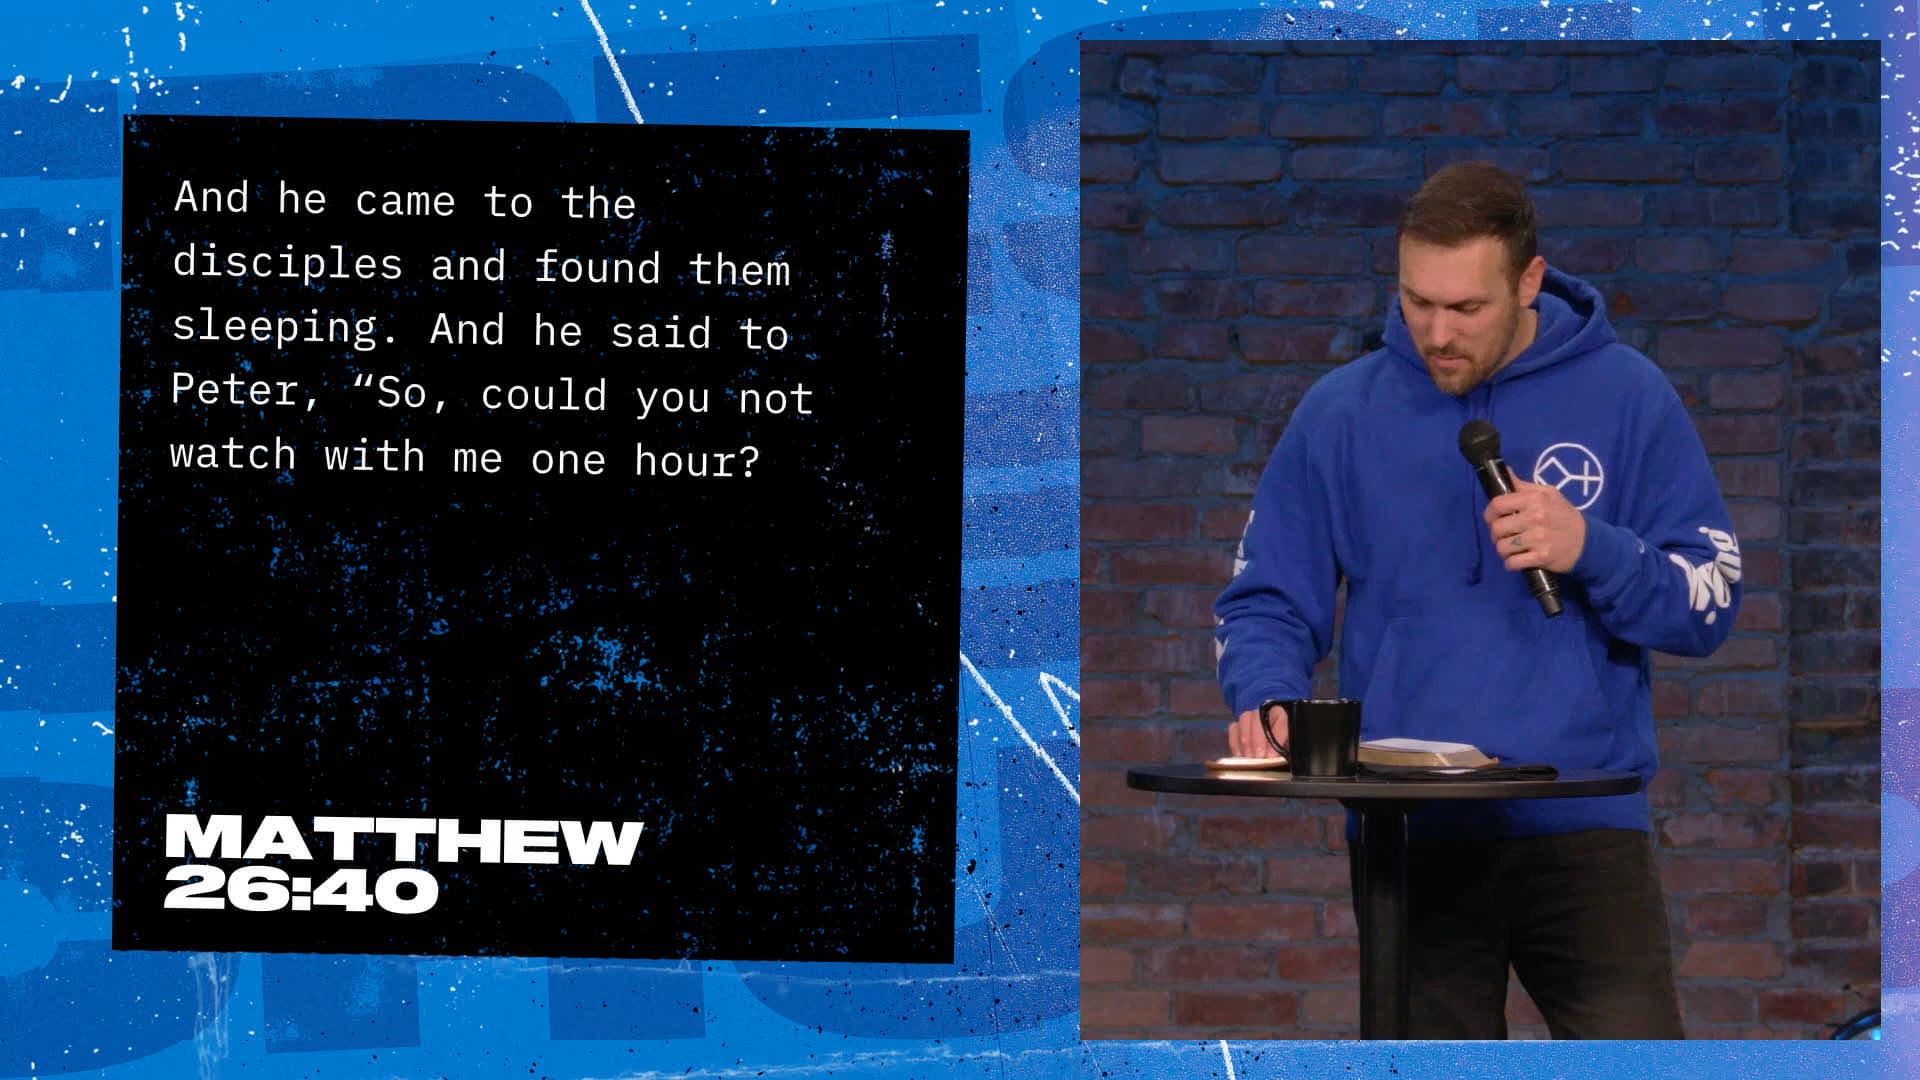 And he came to the
disciples and found them
sleeping. And he said to
Peter, “So, could you not
watch with me one hour?
MATTHEW
26:40